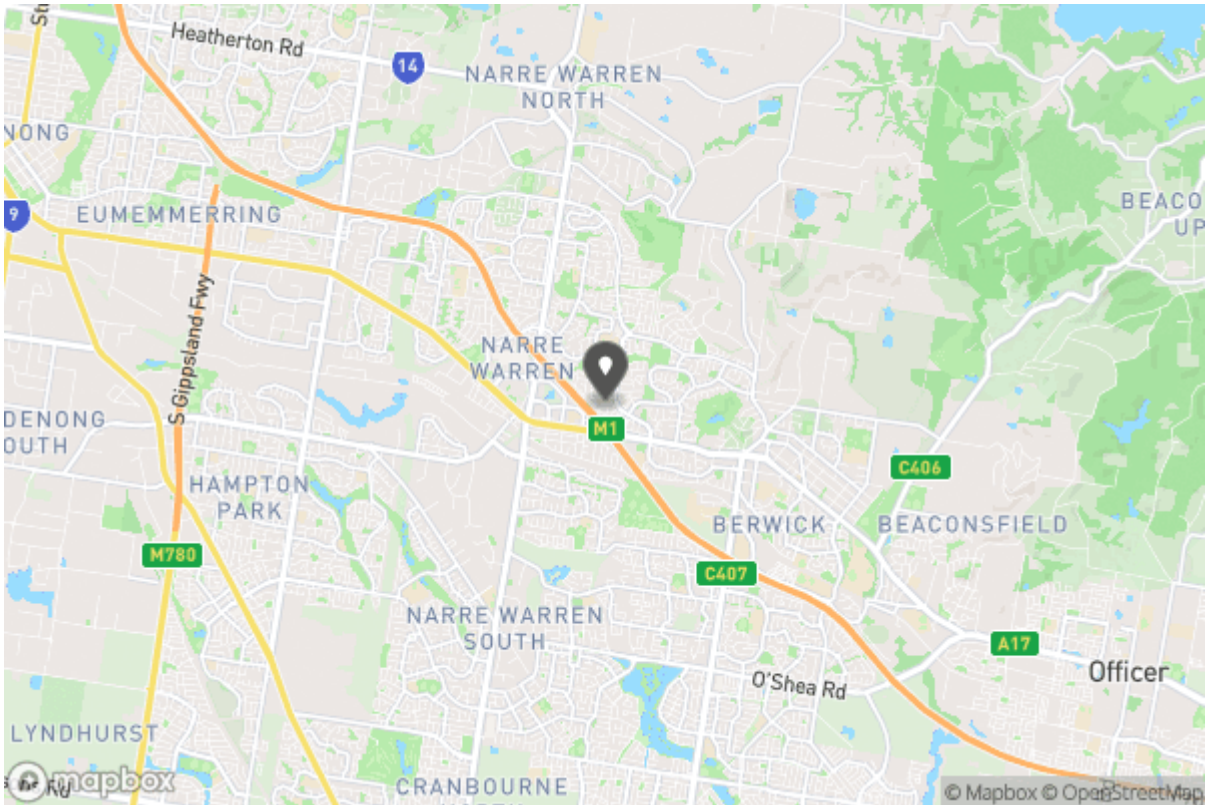 Heatherton Rd
14
NARRE WARREN
NORTH
NONG
9
EUMEMMERRING
BEACO
UP
S Gippsland Fwy
NARRE
WARREN
DENONG
OUTH
M1
C406
HAMPTON
PARK
BERWICK
BEACONSFIELD
M780
C407
NARRE WARREN
SOUTH
A17
Officer
O'Shea Rd
LYNDHURST
mapbox
Rd
CRANBOURNE
© Mapbox © OpenStreetMap